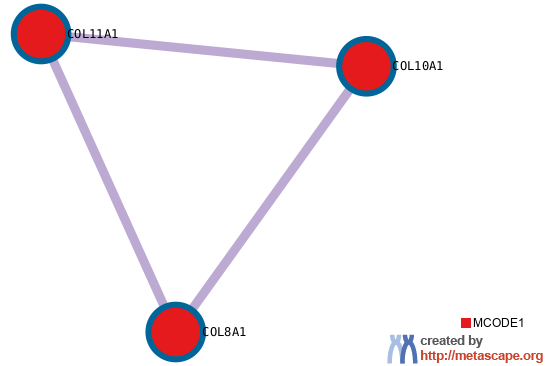 COL11A1
COL10A1
COL8A1
MCODE1
created by
http://metascape.org